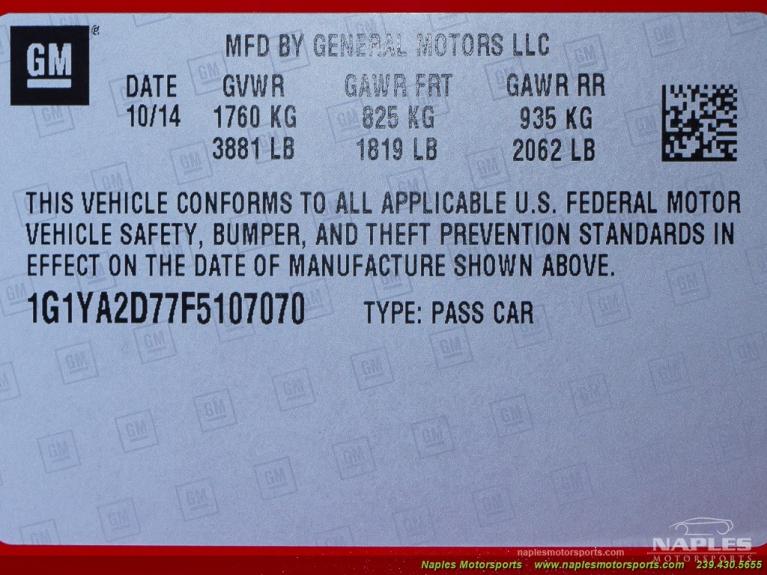 GM
MFD BY GENERAL MOTORS LLC
DATE GVWR GAWR FRT GAWR RR
10/14 1760 KG 825 KG 935 KG
3881 LB 1819 LB 2062 LB
THIS VEHICLE CONFORMS TO ALL APPLICABLE U.S. FEDERAL MOTOR
VEHICLE SAFETY, BUMPER, AND THEFT PREVENTION STANDARDS IN
EFFECT ON THE DATE OF MANUFACTURE SHOWN ABOVE.
1G1YA2D77F5107070 TYPE: PASS CAR
NAPLES
MOTORSPORTS
naplesmotorsports.com
Naples Motorsports www.naplesmotorsports.com 239.430.5655